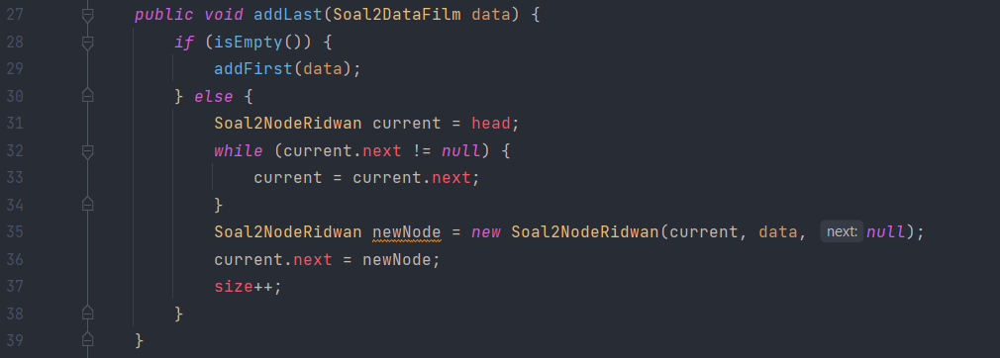 27 public void addLast(Soal2DataFilm data) {
28 if (isEmpty()) {
29 addFirst(data);
30 } else {
31 Soal2NodeRidwan current = head;
32 while (current.next != null) {
33 current = current.next;
34 }
35 Soal2NodeRidwan newNode = new Soal2NodeRidwan(current, data, next: null);
36 current.next = newNode;
37 size++;
38 }
39 }